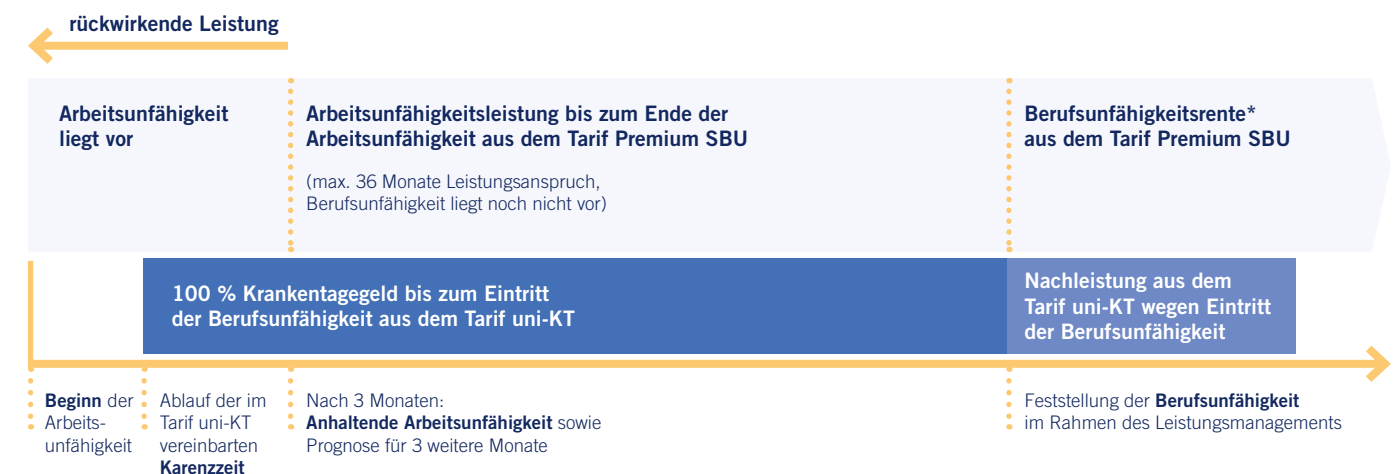 rückwirkende Leistung
Arbeitsunfähigkeit
liegt vor
Arbeitsunfähigkeitsleistung bis zum Ende der
Arbeitsunfähigkeit aus dem Tarif Premium SBU
(max. 36 Monate Leistungsanspruch,
Berufsunfähigkeit liegt noch nicht vor)
Berufsunfähigkeitsrente*
aus dem Tarif Premium SBU
100 % Krankentagegeld bis zum Eintritt
der Berufsunfähigkeit aus dem Tarif uni-KT
Nachleistung aus dem
Tarif uni-KT wegen Eintritt
der Berufsunfähigkeit
Beginn der
Arbeits-
unfähigkeit
Ablauf der im
Tarif uni-KT
vereinbarten
Karenzzeit
Nach 3 Monaten:
Anhaltende Arbeitsunfähigkeit sowie
Prognose für 3 weitere Monate
Feststellung der Berufsunfähigkeit
im Rahmen des Leistungsmanagements